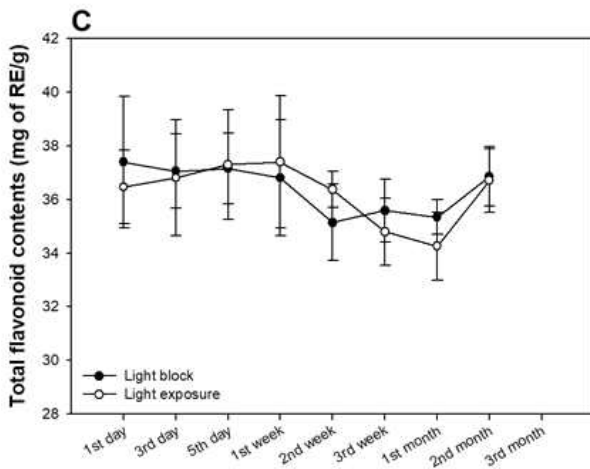 C
Total flavonoid contents (mg of RE/g)
42
40
38
36
34
32
30
28
Light block
Light exposure
1st day
3rd day
5th day
1st week
2nd week
3rd week
1st month
2nd month
3rd month